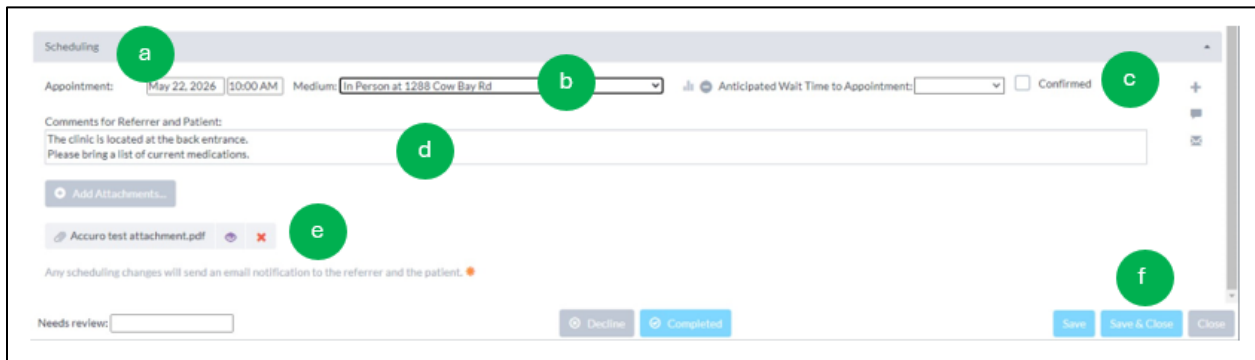 Scheduling
a
Appointment: May 22, 2026 10:00 AM Medium: In Person at 1288 Cow Bay Rd b Anticipated Wait Time to Appointment: Confirmed c
Comments for Referrer and Patient:
The clinic is located at the back entrance.
Please bring a list of current medications.
d
Add Attachments...
Accuro test attachment.pdf e
Any scheduling changes will send an email notification to the referrer and the patient.
f
Needs review: Decline Completed Save Save & Close Close